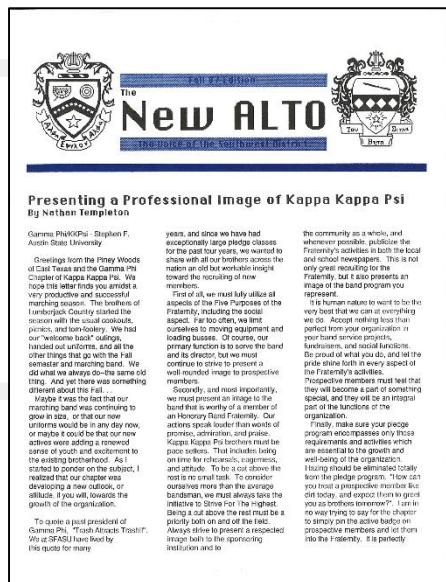 Fall 97 Edition
The
New ALTO
The Voice of the Southwest District
Presenting a Professional Image of Kappa Kappa Psi
By Nathan Templeton
Gamma Phi/KKPsi - Stephen F.
Austin State University
Greetings from the Piney Woods
of East Texas and the Gamma Phi
Chapter of Kappa Kappa Psi. We
hope this letter finds you amidst a
very productive and successful
marching season. The brothers of
Lumberjack Country started the
season with the usual cookouts,
picnics, and tom-foolery. We had
our "welcome back" outings,
handed out uniforms, and all the
other things that go with the Fall
semester and marching band. We
did what we always do--the same old
thing. And yet there was something
different about this Fall. . .
Maybe it was the fact that our
marching band was continuing to
grow in size, or that our new
uniforms would be in any day now,
or maybe it could be that our new
actives were adding a renewed
sense of youth and excitement to
the existing brotherhood. As I
started to ponder on the subject, I
realized that our chapter was
developing a new outlook, or
attitude, if you will, towards the
growth of the organization.
To quote a past president of
Gamma Phi, "Trash Attracts Trash!!".
We at SFASU have lived by
this quote for many
years, and since we have had
exceptionally large pledge classes
for the past four years, we wanted to
share with all our brothers across the
nation an old but workable insight
toward the recruiting of new
members.
First of all, we must fully utilize all
aspects of the Five Purposes of the
Fraternity, including the social
aspect. Far too often, we limit
ourselves to moving equipment and
loading busses. Of course, our
primary function is to serve the band
and its director, but we must
continue to strive to present a
well-rounded image to prospective
members.
Secondly, and most importantly,
we must present an image to the
band that is worthy of a member of
an Honorary Band Fraternity. Our
actions speak louder than words of
promise, admiration, and praise.
Kappa Kappa Psi brothers must be
pace setters. That includes being
on time for rehearsals, eagerness,
and attitude. To be a cut above the
rest is no small task. To consider
ourselves more than the average
bandsman, we must always take the
initiative to Strive For The Highest.
Being a cut above the rest must be a
priority both on and off the field.
Always strive to present a respected
image both to the sponsoring
institution and to
the community as a whole, and
whenever possible, publicize the
Fraternity's activities in both the local
and school newspapers. This is not
only great recruiting for the
Fraternity, but it also presents an
image of the band program you
represent.
It is human nature to want to be the
very best that we can at everything
we do. Accept nothing less than
perfect from your organization in
your band service projects,
fundraisers, and social functions.
Be proud of what you do, and let the
pride shine forth in every aspect of
the Fraternity's activities.
Prospective members must feel that
they will become a part of something
special, and they will be an integral
part of the functions of the
organization.
Finally, make sure your pledge
program encompasses only those
requirements and activities which
are essential to the growth and
well-being of the organization.
Hazing should be eliminated totally
from the pledge program. "How can
you treat a prospective member like
dirt today, and expect them to greet
you as brothers tomorrow?". I am in
no way trying to say for the chapter
to simply pin the active badge on
prospective members and let them
into the Fraternity. It is perfectly